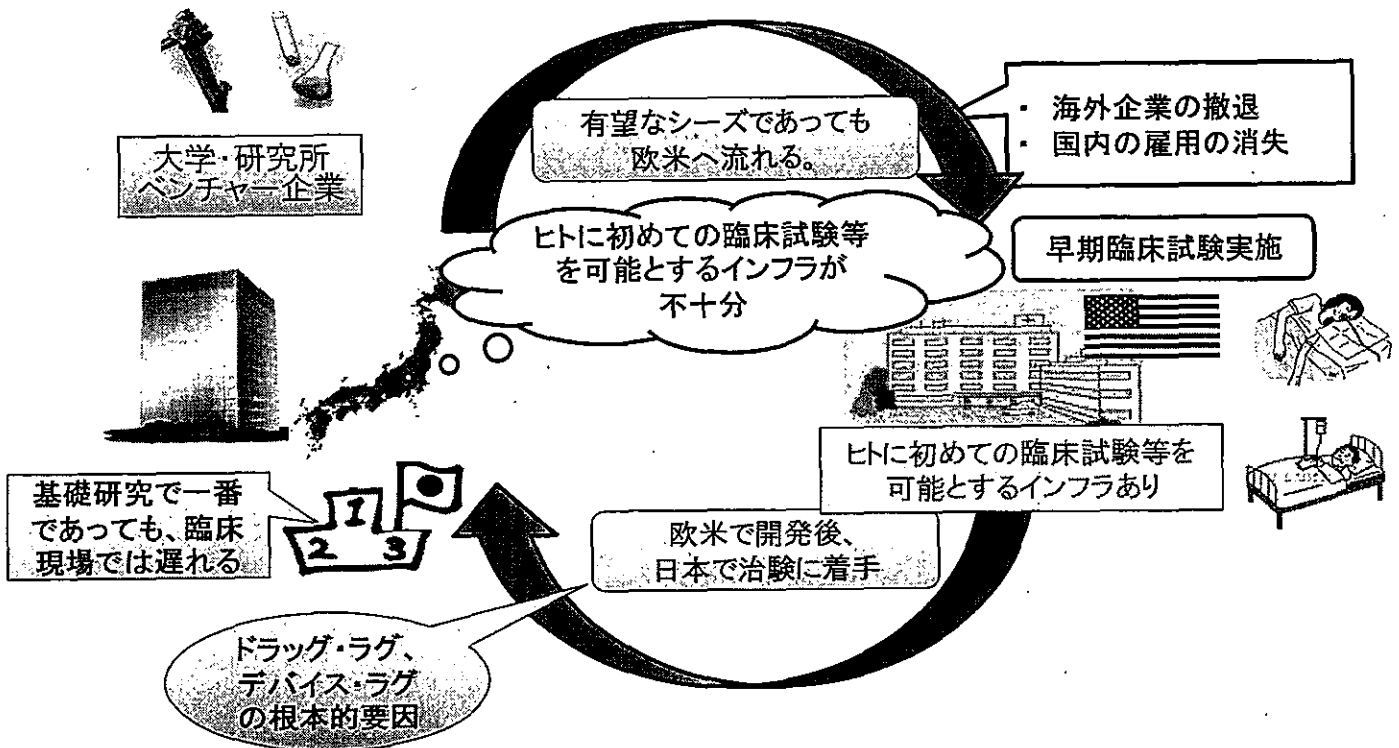 大学・研究所
ベンチャー企業
有望なシーズであっても
欧米へ流れる。
・ 海外企業の撤退
・ 国内の雇用の消失
ヒトに初めての臨床試験等
を可能とするインフラが
不十分
早期臨床試験実施
ヒトに初めての臨床試験等を
可能とするインフラあり
基礎研究で一番
であっても、臨床
現場では遅れる
1
2 3
欧米で開発後、
日本で治験に着手
ドラッグ・ラグ、
デバイス・ラグ
の根本的要因